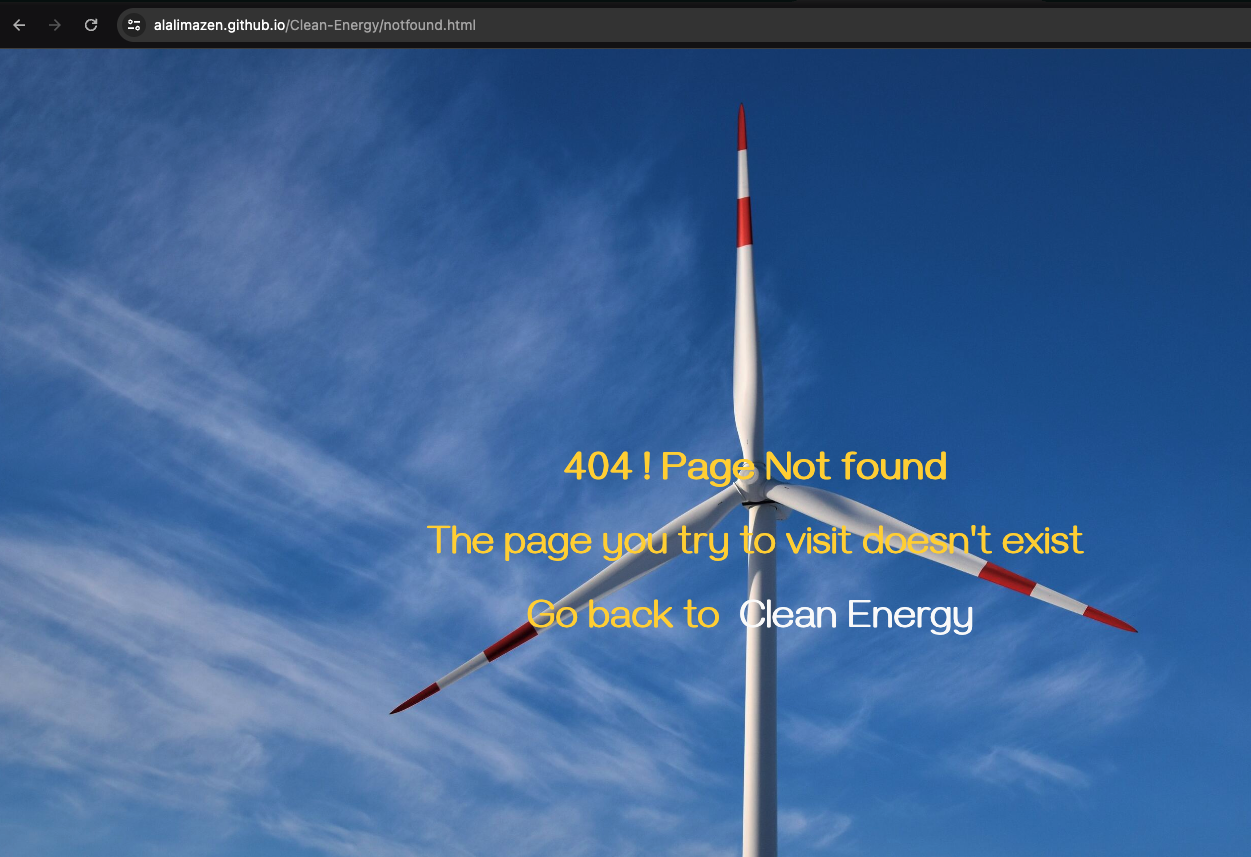 alalimazen.github.io/Clean-Energy/notfound.html
404 ! Page Not found
The page you try to visit doesn't exist
Go back to Clean Energy